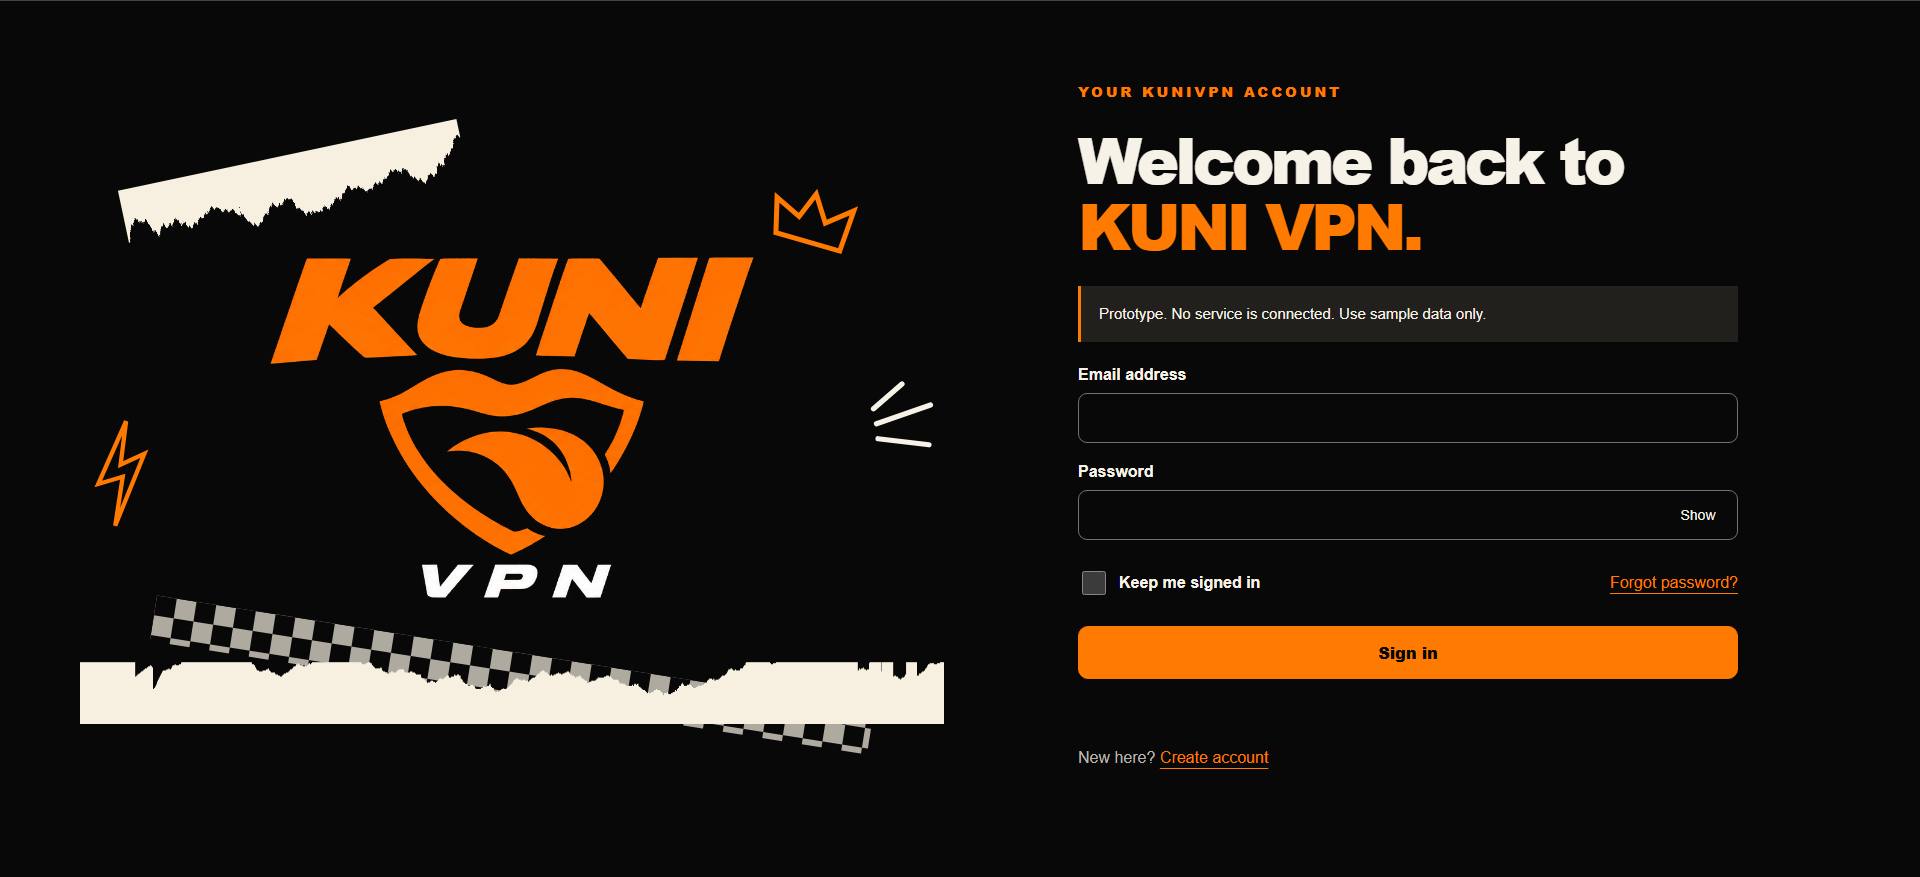 KUNI
VPN
YOUR KUNIVPN ACCOUNT
Welcome back to
KUNI VPN.
Prototype. No service is connected. Use sample data only.
Email address
Password
Show
Keep me signed in
Forgot password?
Sign in
New here? Create account